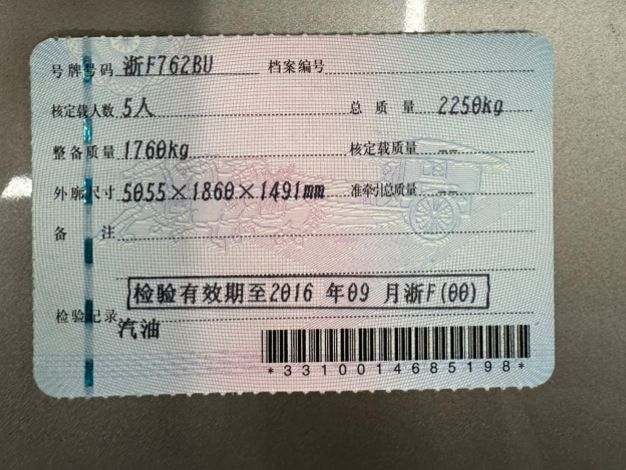 号牌号码 浙F762BU 档案编号
核定载人数 5人 总质量 2250kg
整备质量 1760kg 核定载质量 --
外廓尺寸 5055×1860×1491mm 准牵引总质量 --
备注
检验有效期至2016 年09 月浙F(00)
检验记录
汽油
*3310014685198*